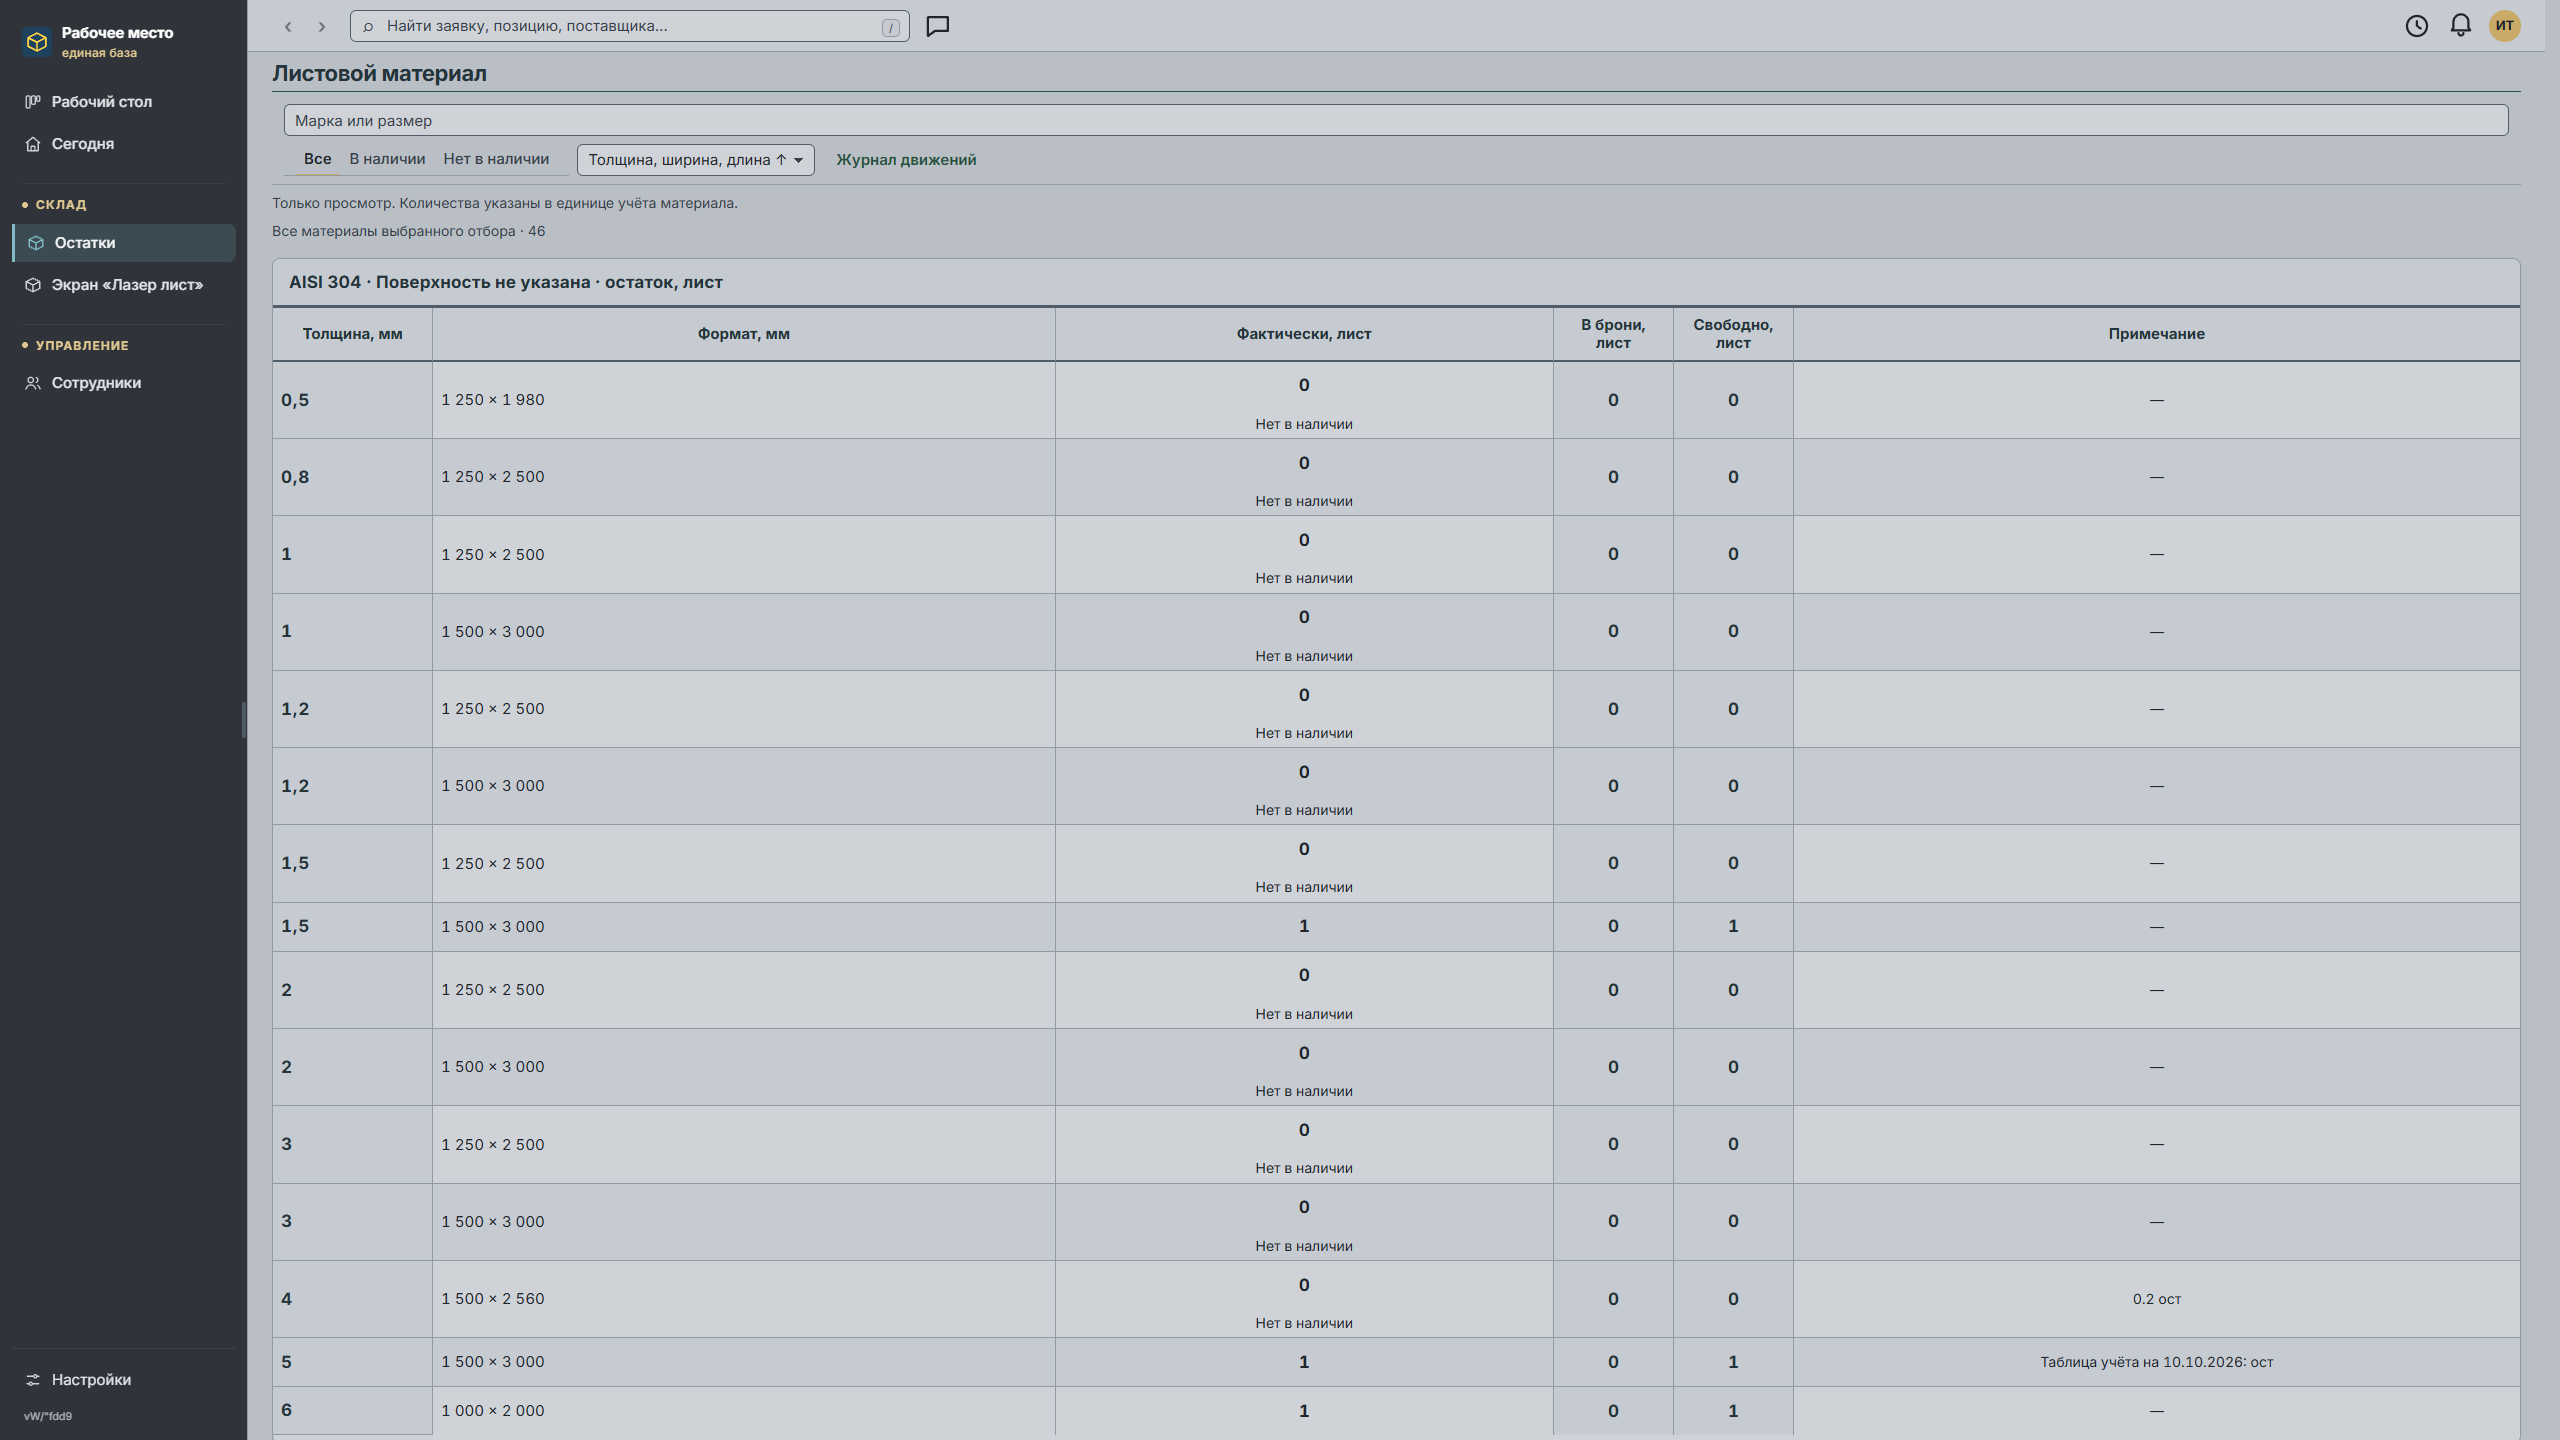 Рабочее место
единая база
Рабочий стол
Сегодня
СКЛАД
Остатки
Экран «Лазер лист»
УПРАВЛЕНИЕ
Сотрудники
Настройки
vW/"fdd9
Найти заявку, позицию, поставщика...
/
ИТ
Листовой материал
Марка или размер
Все В наличии Нет в наличии Толщина, ширина, длина ↑ Журнал движений
Только просмотр. Количества указаны в единице учёта материала.
Все материалы выбранного отбора · 46
AISI 304 · Поверхность не указана · остаток, лист
Толщина, мм Формат, мм Фактически, лист В брони, лист Свободно, лист Примечание
0,5 1 250 × 1 980 0 0 0 —
Нет в наличии
0,8 1 250 × 2 500 0 0 0 —
Нет в наличии
1 1 250 × 2 500 0 0 0 —
Нет в наличии
1 1 500 × 3 000 0 0 0 —
Нет в наличии
1,2 1 250 × 2 500 0 0 0 —
Нет в наличии
1,2 1 500 × 3 000 0 0 0 —
Нет в наличии
1,5 1 250 × 2 500 0 0 0 —
Нет в наличии
1,5 1 500 × 3 000 1 0 1 —
2 1 250 × 2 500 0 0 0 —
Нет в наличии
2 1 500 × 3 000 0 0 0 —
Нет в наличии
3 1 250 × 2 500 0 0 0 —
Нет в наличии
3 1 500 × 3 000 0 0 0 —
Нет в наличии
4 1 500 × 2 560 0 0 0 0.2 ост
Нет в наличии
5 1 500 × 3 000 1 0 1 Таблица учёта на 10.10.2026: ост
6 1 000 × 2 000 1 0 1 —